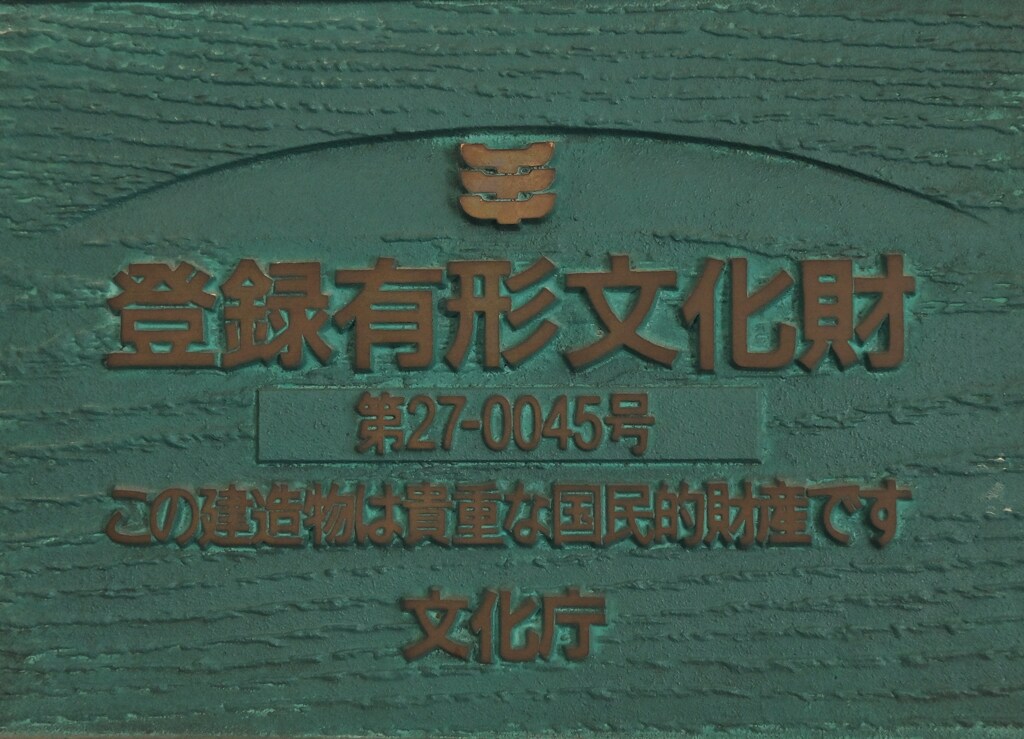 登録有形文化財
第27-0045号
この建造物は貴重な国民的財産です
文化庁